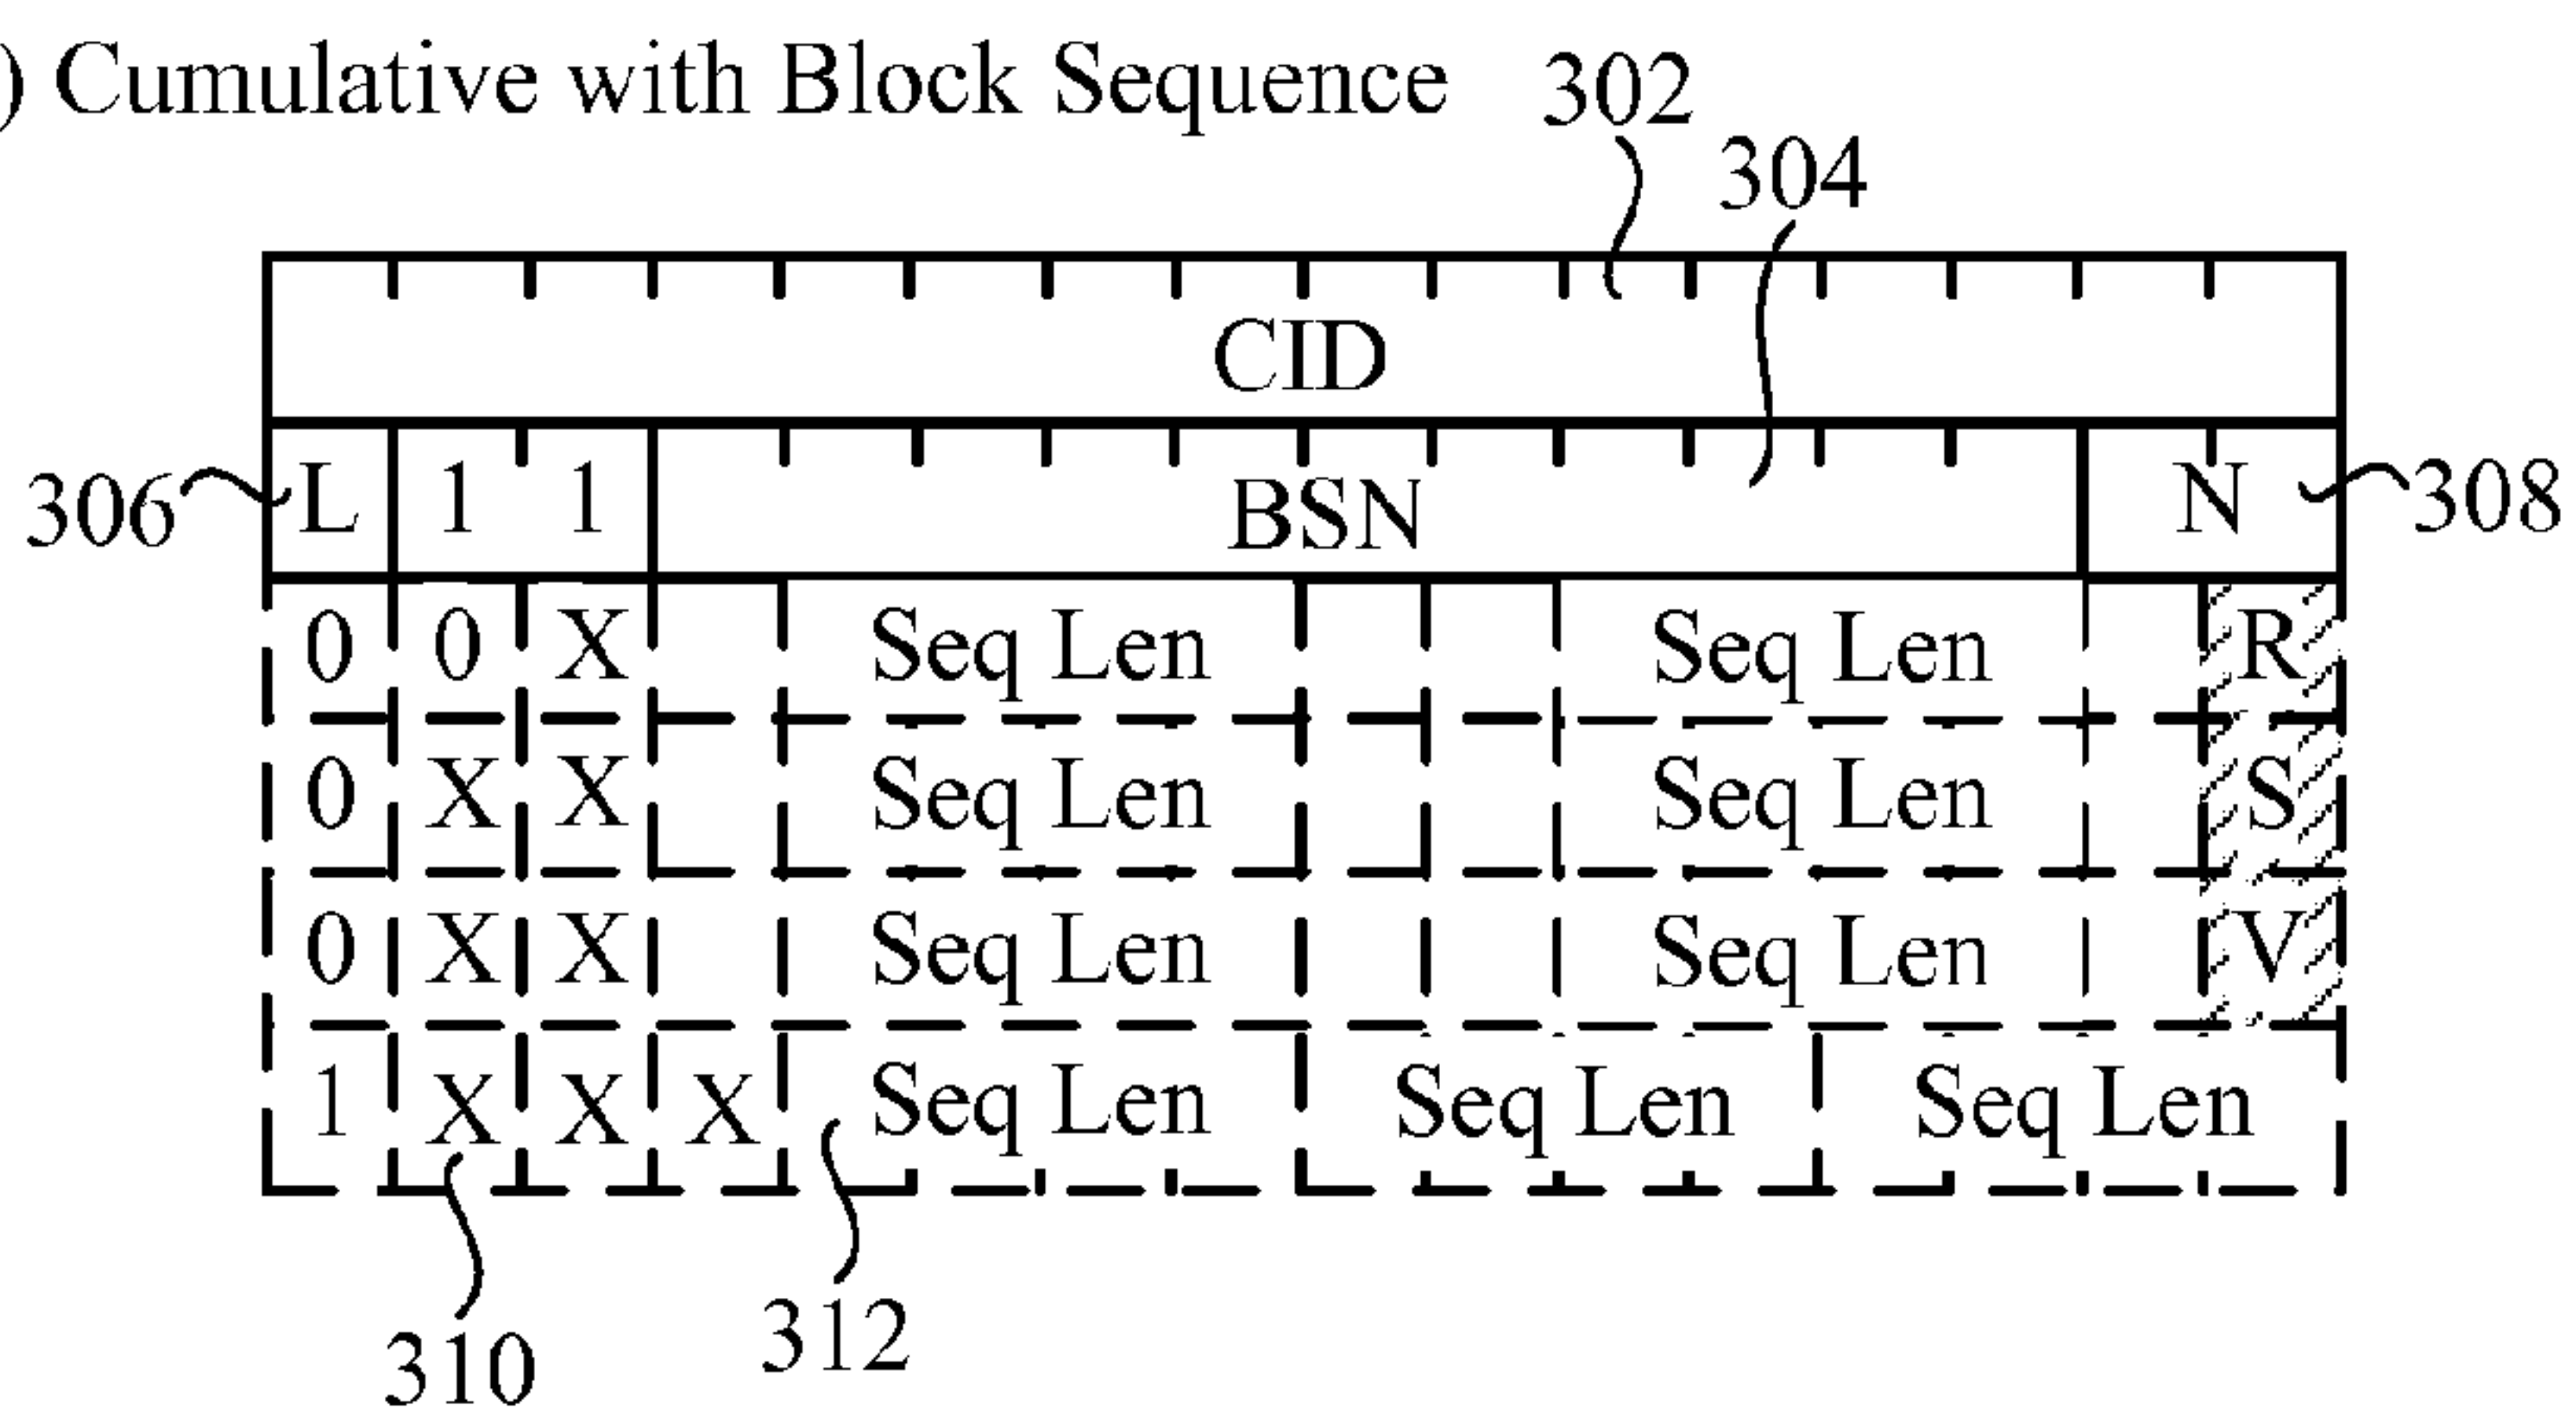 ) Cumulative with Block Sequence
302
304
CID
306 L 1 1 BSN N 308
0 0 X Seq Len Seq Len R
0 X X Seq Len Seq Len S
0 X X Seq Len Seq Len V
1 X X X Seq Len Seq Len Seq Len
310 312